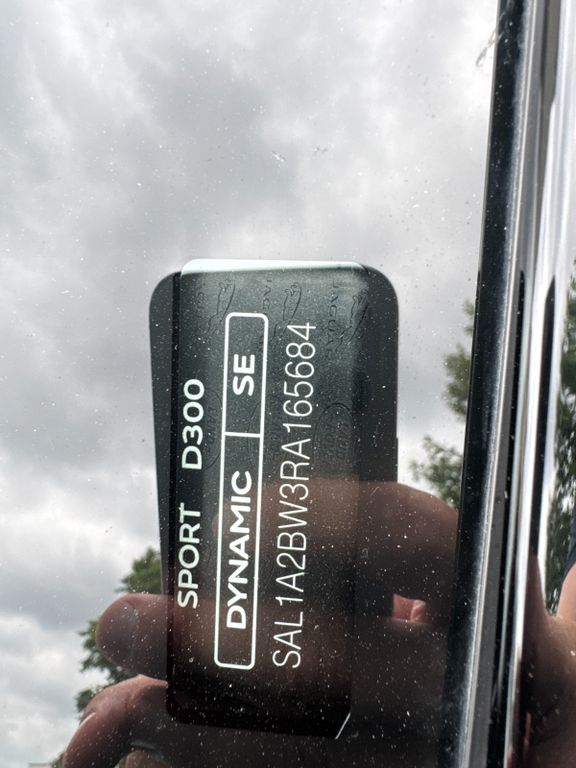 SPORT D300
DYNAMIC | SE
SAL1A2BW3RA165684